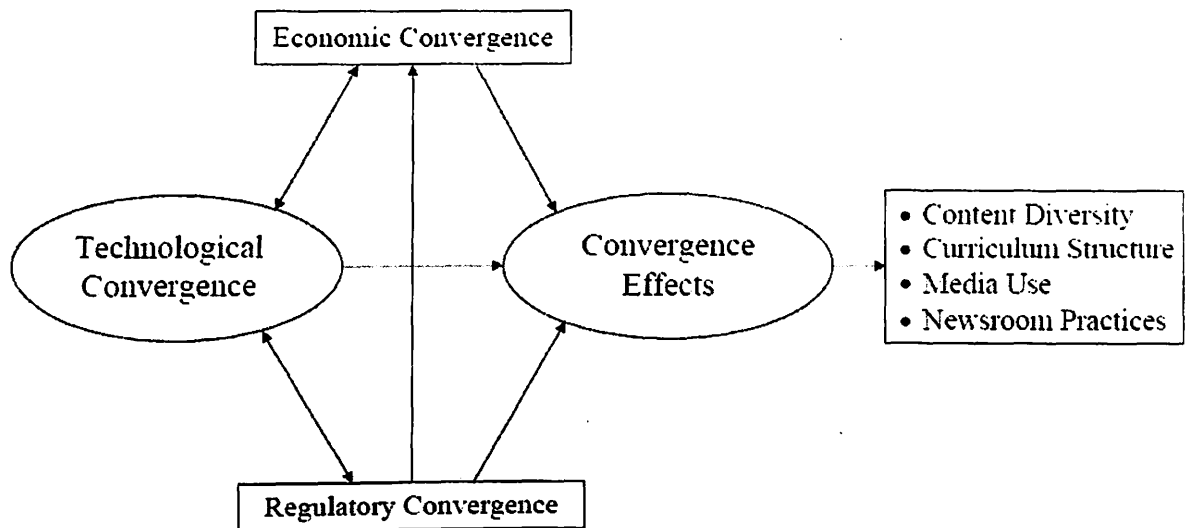 Economic Convergence
Technological
Convergence
Convergence
Effects
• Content Diversity
• Curriculum Structure
• Media Use
• Newsroom Practices
Regulatory Convergence